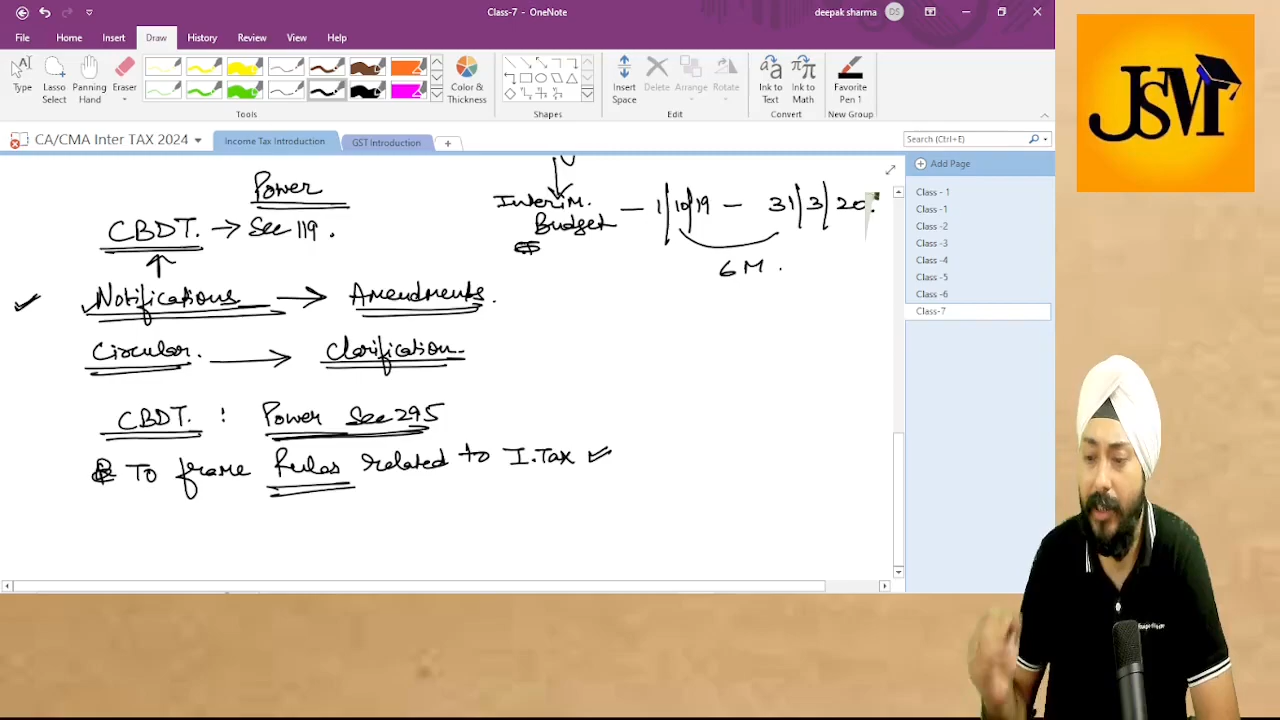 Class-7 - OneNote
deepak sharma DS
File Home Insert Draw History Review View Help
Type
Lasso Select
Panning Hand
Eraser
Color & Thickness
Insert Space
Delete
Arrange
Rotate
Ink to Text
Ink to Math
Favorite Pen 1
Tools
Shapes
Edit
Convert
New Group
JSM
CA/CMA Inter TAX 2024
Income Tax Introduction
GST Introduction
Search (Ctrl+E)
Add Page
Class - 1
Class -1
Class -2
Class -3
Class -4
Class -5
Class -6
Class-7
Power
CBDT. → Sec 119.
Notifications → Amendments.
Circular. → Clarification.
CBDT. : Power Sec 295
To frame Rules related to I.Tax
Interim.
Budget — 1/10/19 — 31/3/20.
6 M.